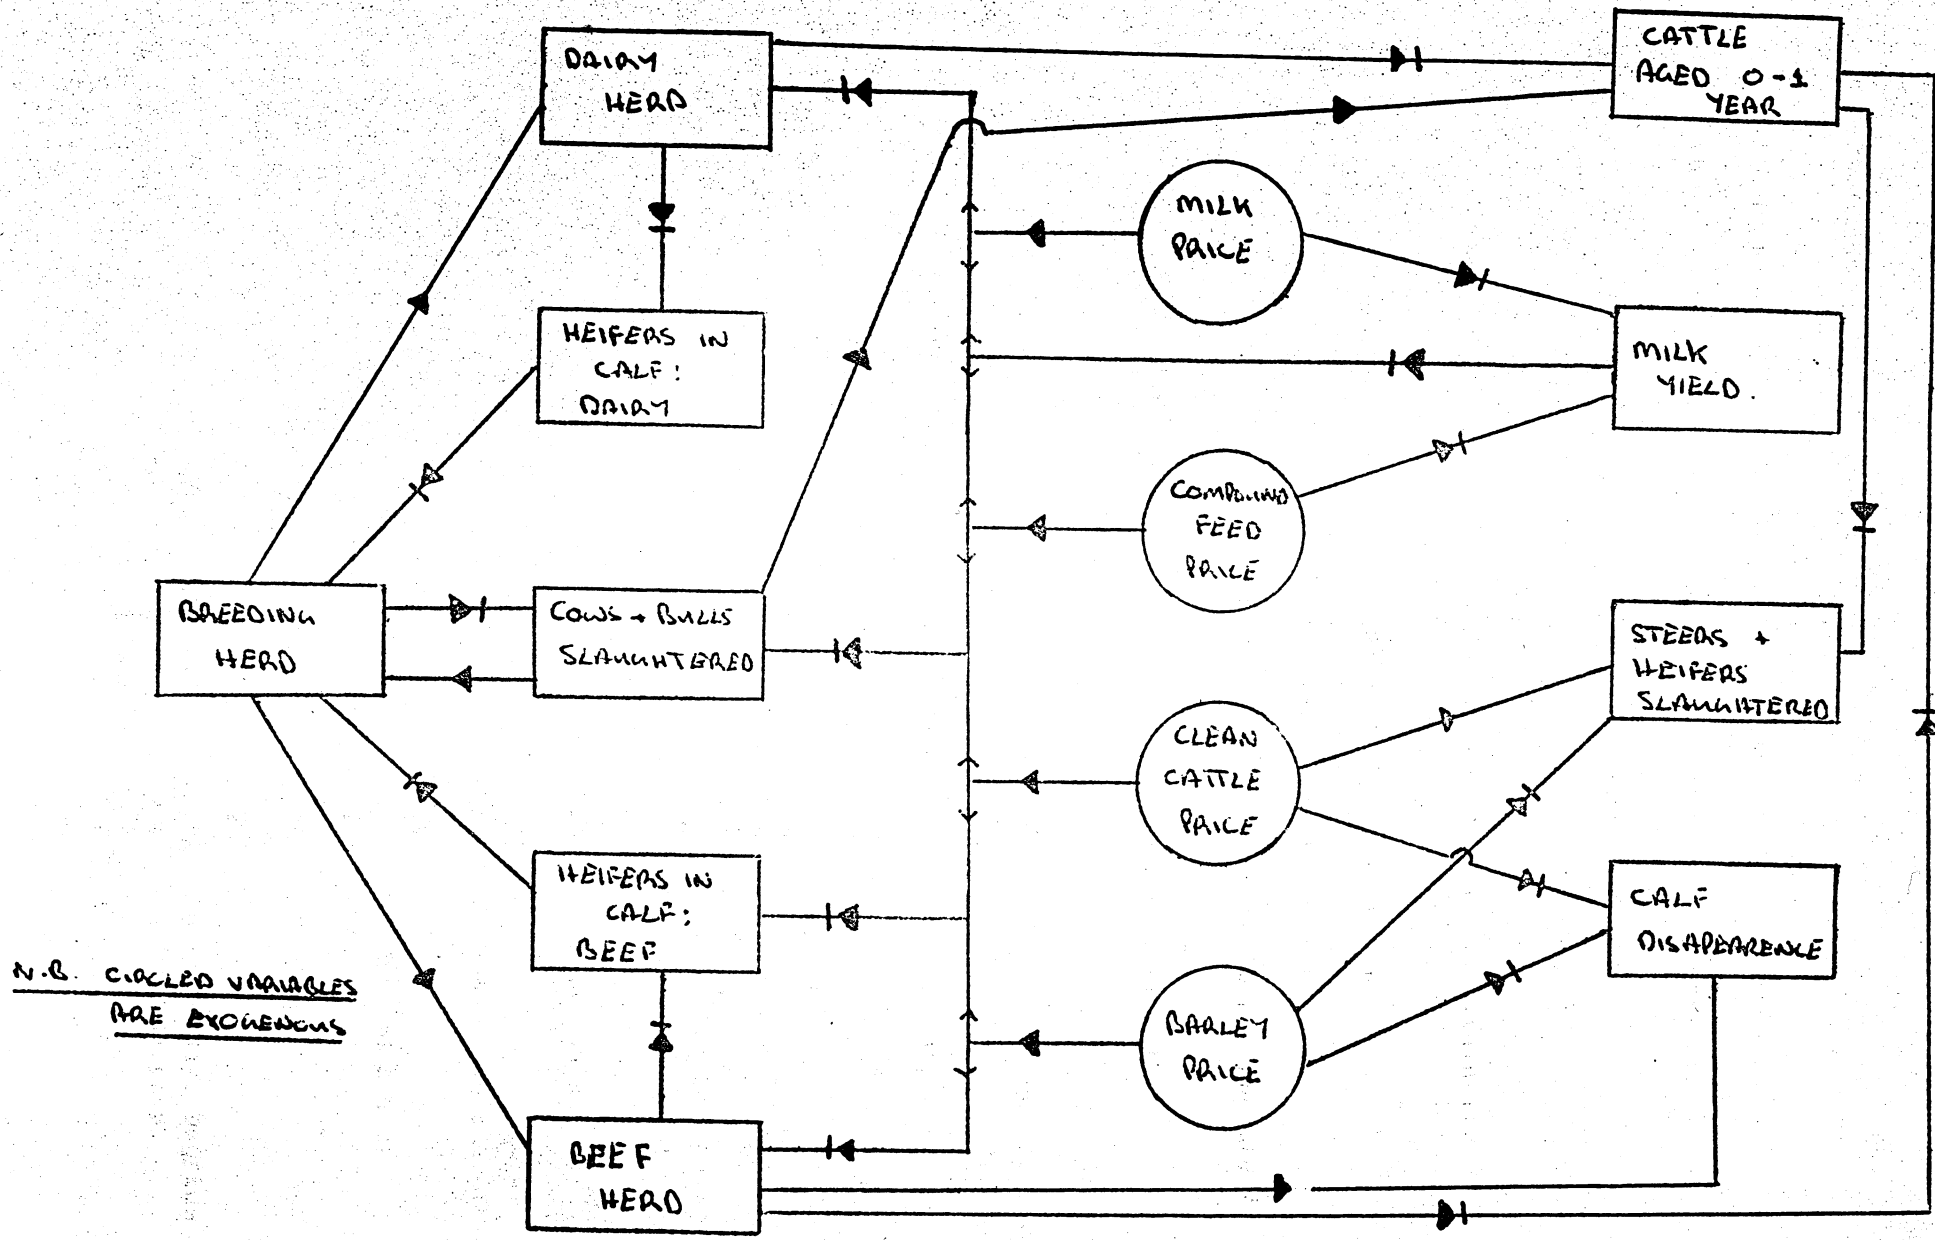 DAIRY
HERD
CATTLE
AGED 0-1
YEAR
MILK
PRICE
HEIFERS IN
CALF:
DAIRY
MILK
YIELD.
COMPOUND
FEED
PRICE
BREEDING
HERD
COWS + BULLS
SLAUGHTERED
STEERS +
HEIFERS
SLAUGHTERED
CLEAN
CATTLE
PRICE
HEIFERS IN
CALF:
BEEF
CALF
DISAPEARENCE
N.B. CIRCLED VARIABLES
ARE EXOGENOUS
BARLEY
PRICE
BEEF
HERD